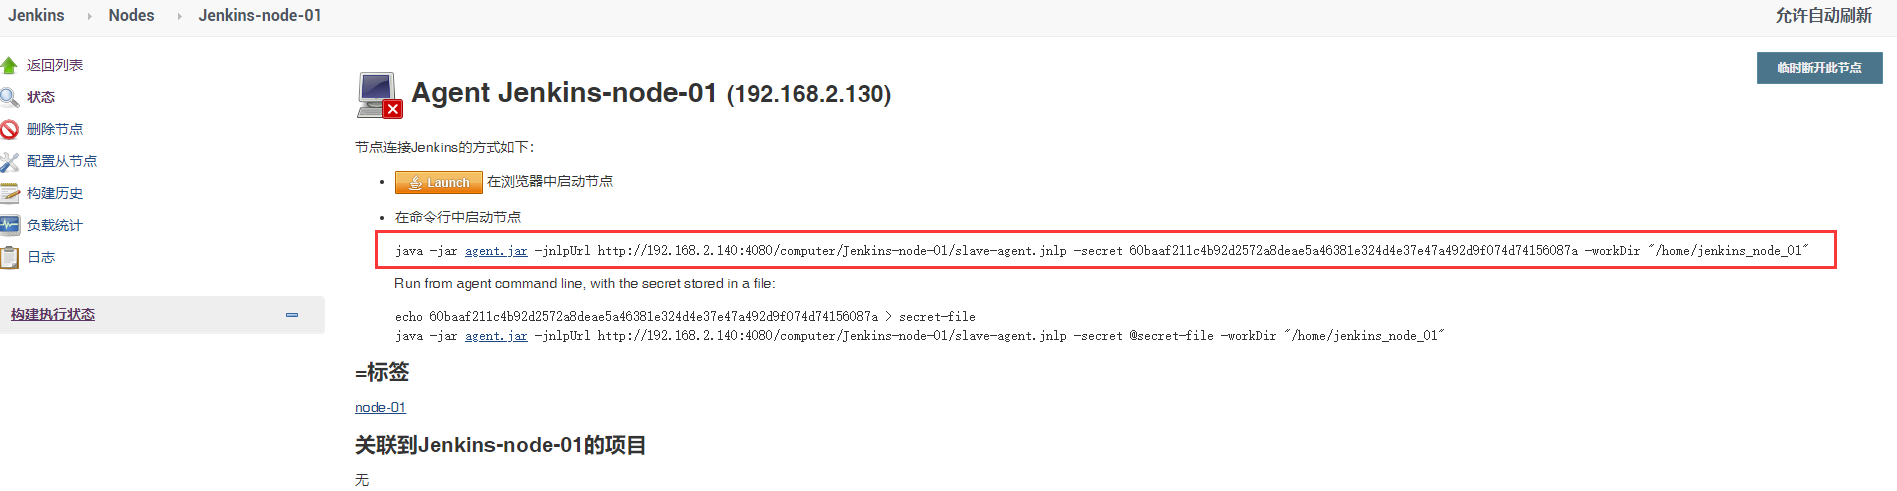 Jenkins
Nodes
Jenkins-node-01
允许自动刷新
返回列表
状态
删除节点
配置从节点
构建历史
负载统计
日志
构建执行状态
临时断开此节点
Agent Jenkins-node-01 (192.168.2.130)
节点连接Jenkins的方式如下：
Launch 在浏览器中启动节点
在命令行中启动节点
java -jar agent.jar -jnlpUrl http://192.168.2.140:4080/computer/Jenkins-node-01/slave-agent.jnlp -secret 60baaf211c4b92d2572a8deae5a46381e324d4e37e47a492d9f074d74156087a -workDir "/home/jenkins_node_01"
Run from agent command line, with the secret stored in a file:
echo 60baaf211c4b92d2572a8deae5a46381e324d4e37e47a492d9f074d74156087a > secret-file
java -jar agent.jar -jnlpUrl http://192.168.2.140:4080/computer/Jenkins-node-01/slave-agent.jnlp -secret @secret-file -workDir "/home/jenkins_node_01"
=标签
node-01
关联到Jenkins-node-01的项目
无